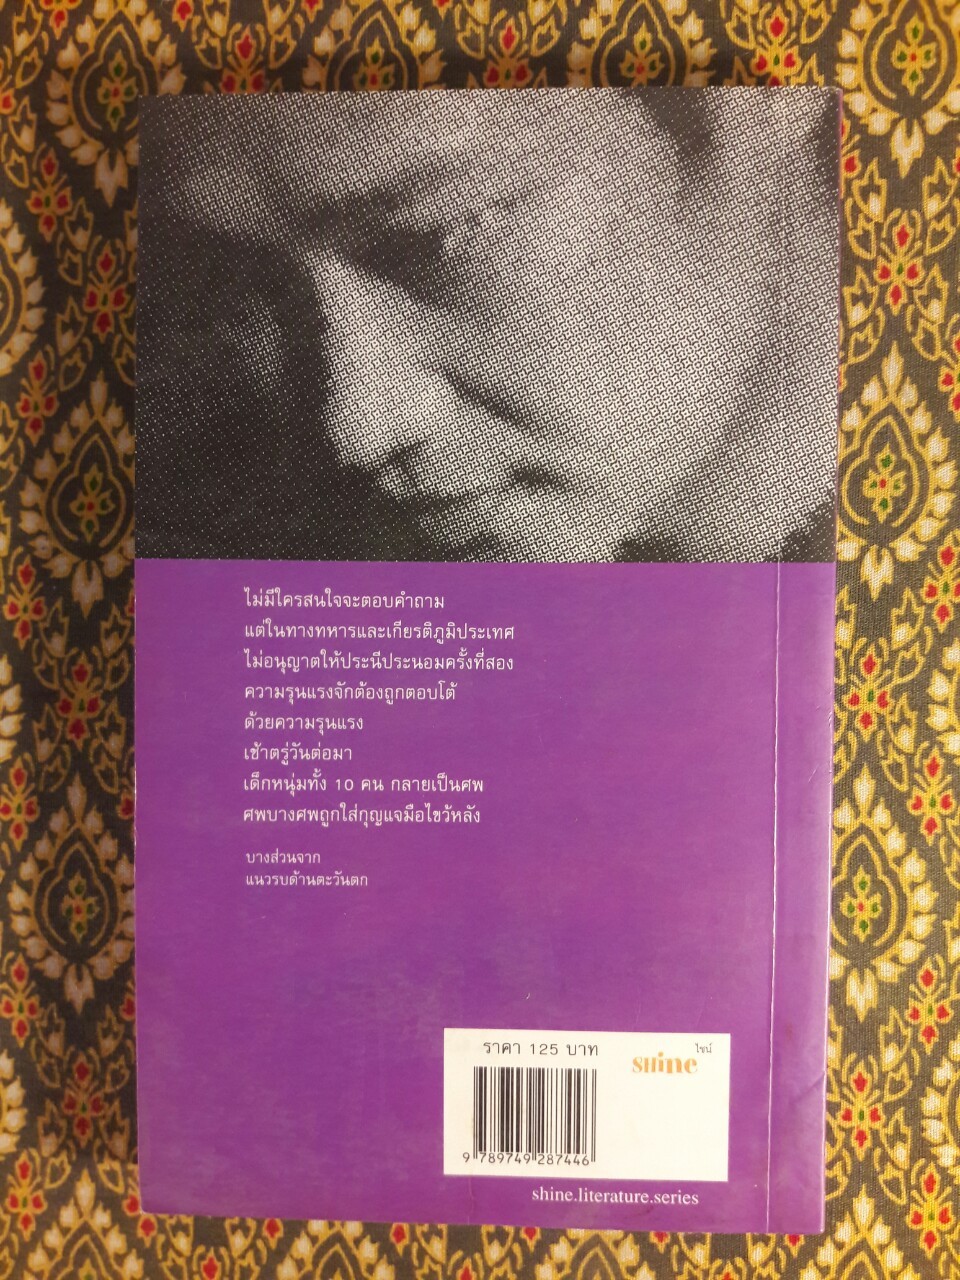 ไม่มีใครสนใจจะตอบคำถาม
แต่ในทางทหารและเกียรติภูมิประเทศ
ไม่อนุญาตให้ประนีประนอมครั้งที่สอง
ความรุนแรงจักต้องถูกตอบโต้
ด้วยความรุนแรง
เช้าตรู่วันต่อมา
เด็กหนุ่มทั้ง 10 คน กลายเป็นศพ
ศพบางศพถูกใส่กุญแจมือไขว้หลัง
บางส่วนจาก
แนวรบด้านตะวันตก
ราคา 125 บาท
ไชน์
shine
9 789749 287446
shine.literature.series